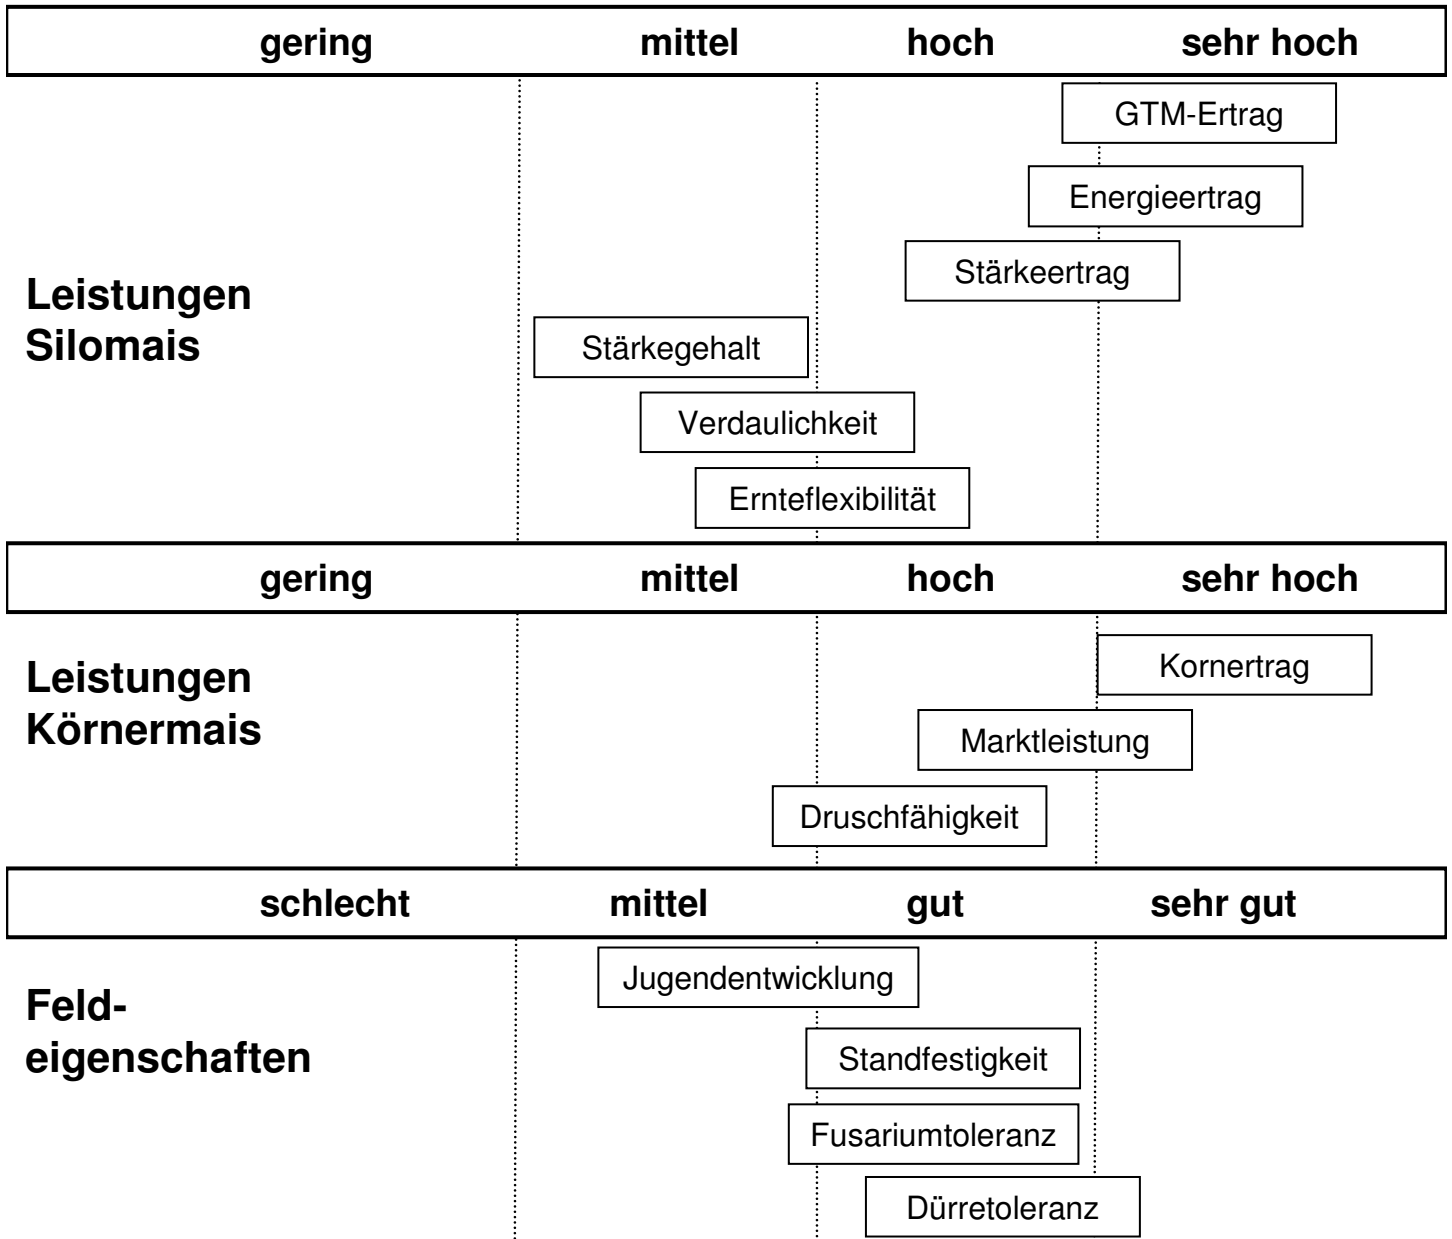 gering mittel hoch sehr hoch
GTM-Ertrag
Energieertrag
Stärkeertrag
Leistungen
Silomais
Stärkegehalt
Verdaulichkeit
Ernteflexibilität
gering mittel hoch sehr hoch
Leistungen
Körnermais
Kornertrag
Marktleistung
Druschfähigkeit
schlecht mittel gut sehr gut
Feld-
eigenschaften
Jugendentwicklung
Standfestigkeit
Fusariumtoleranz
Dürretoleranz